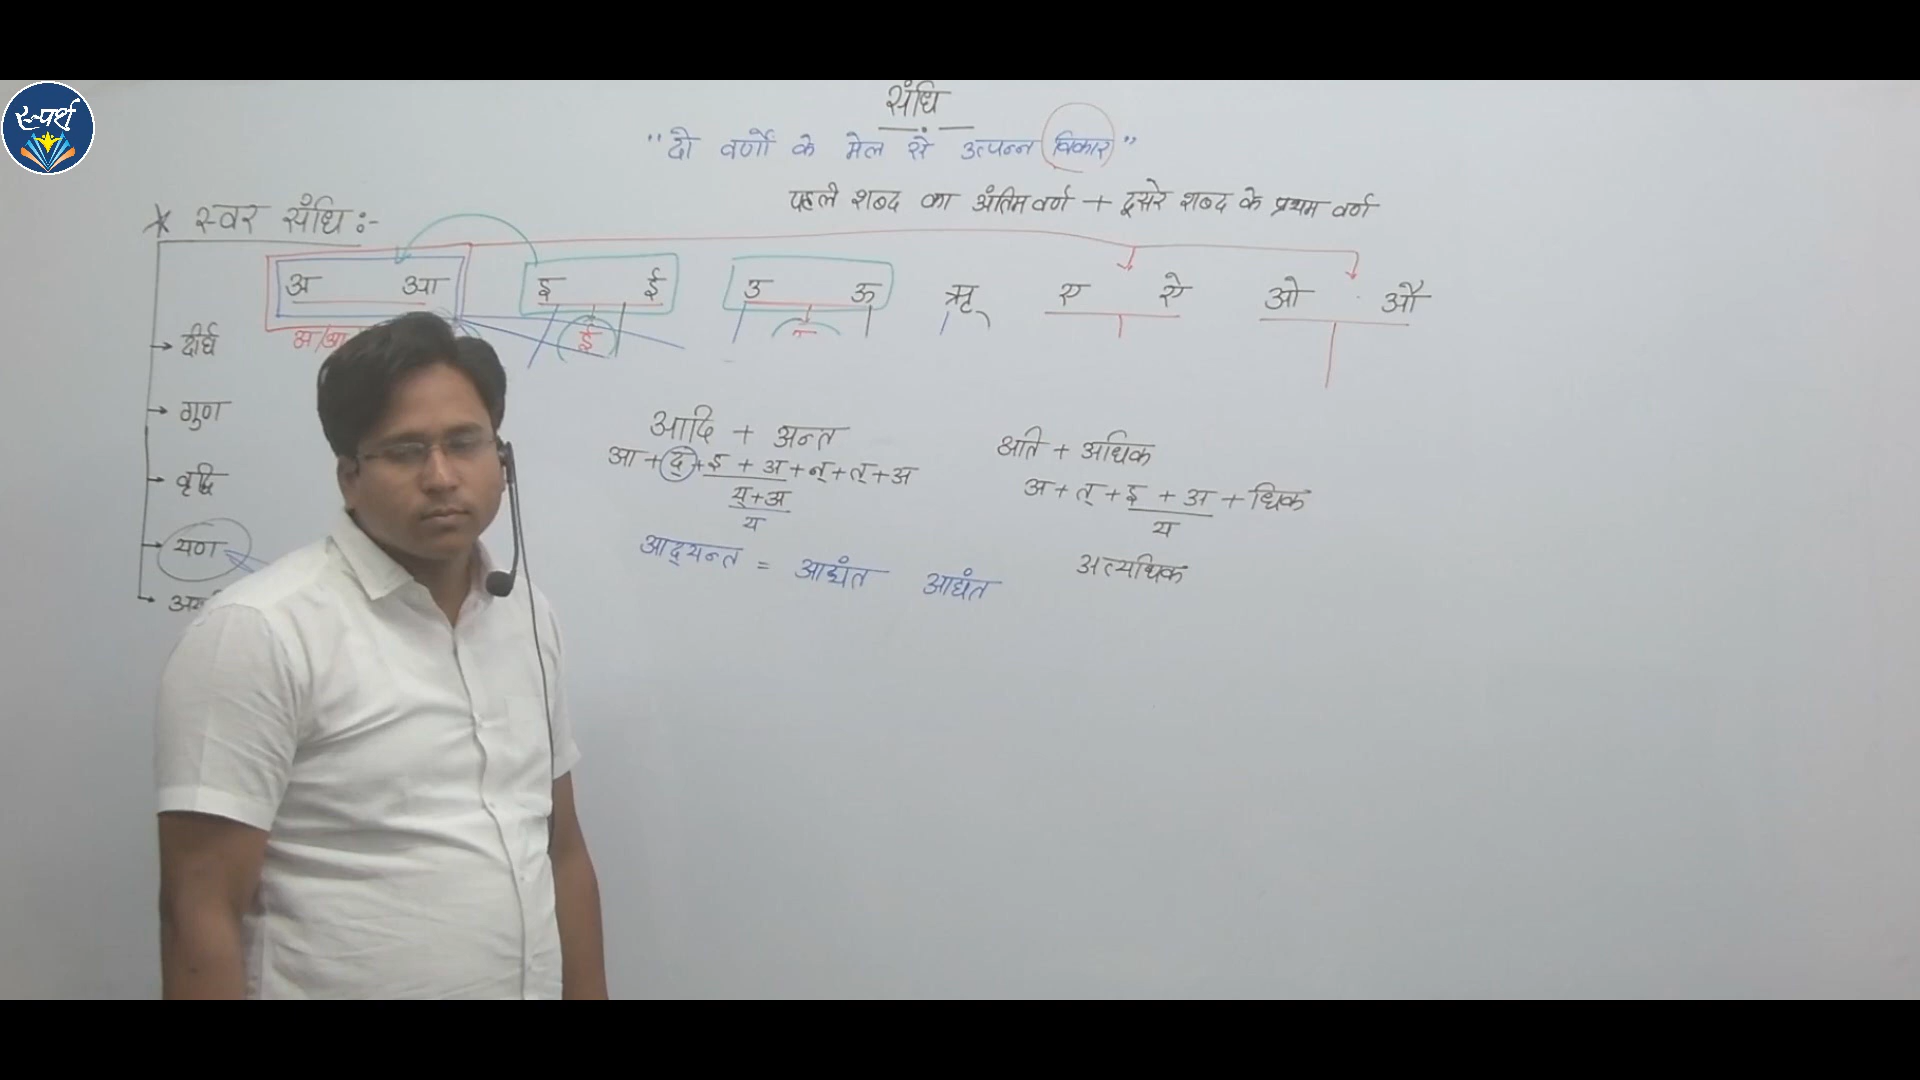 स्पर्श
संधि
"दो वर्णों के मेल से उत्पन्न विकार"
पहले शब्द का अंतिम वर्ण + दूसरे शब्द के प्रथम वर्ण
* स्वर संधि :-
अ आ इ ई उ ऊ ऋ ए ऐ ओ औ
अ/आ ई
→ दीर्घ
→ गुण
→ वृद्धि
→ यण
आदि + अन्त
आ + द् + इ + अ + न् + त् + अ
य् + अ
य
आद्‌यन्त = आद्यंत आद्यंत
अति + अधिक
अ + त् + इ + अ + धिक
य
अत्यधिक